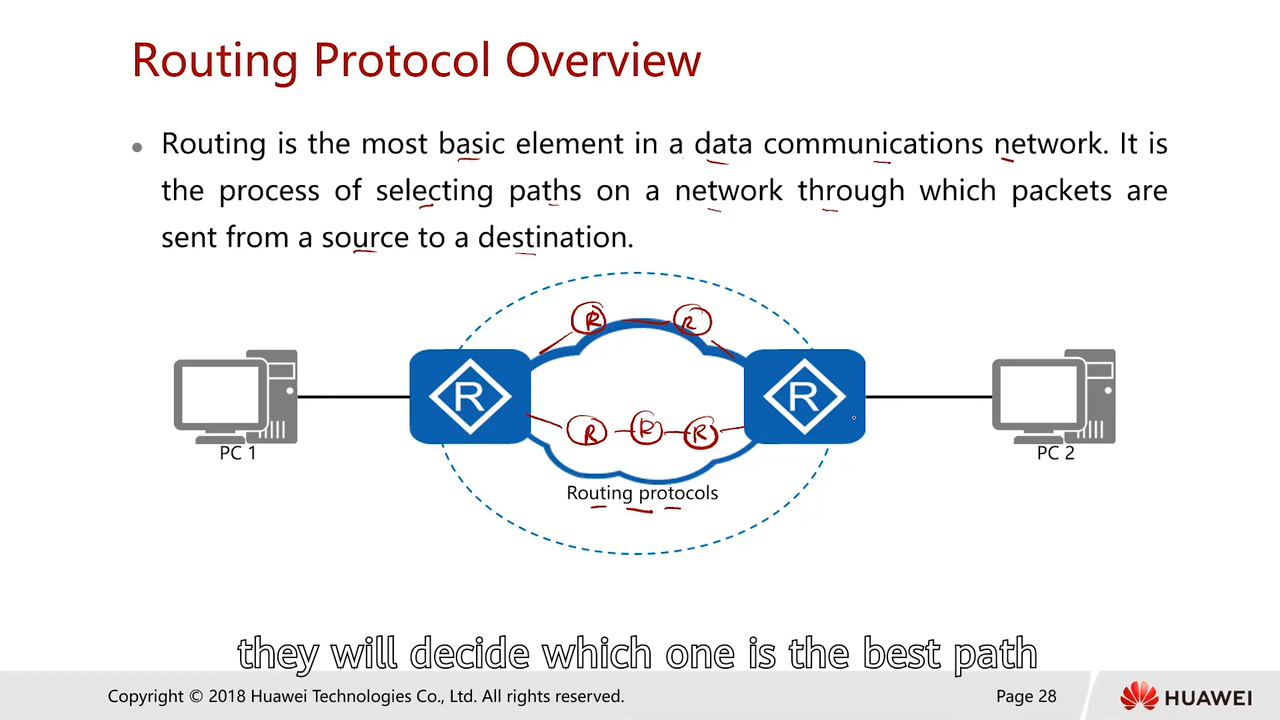 Routing Protocol Overview
• Routing is the most basic element in a data communications network. It is
the process of selecting paths on a network through which packets are
sent from a source to a destination.
R R
R R
PC 1 R R R PC 2
Routing protocols
they will decide which one is the best path
Copyright © 2018 Huawei Technologies Co., Ltd. All rights reserved. Page 28 HUAWEI